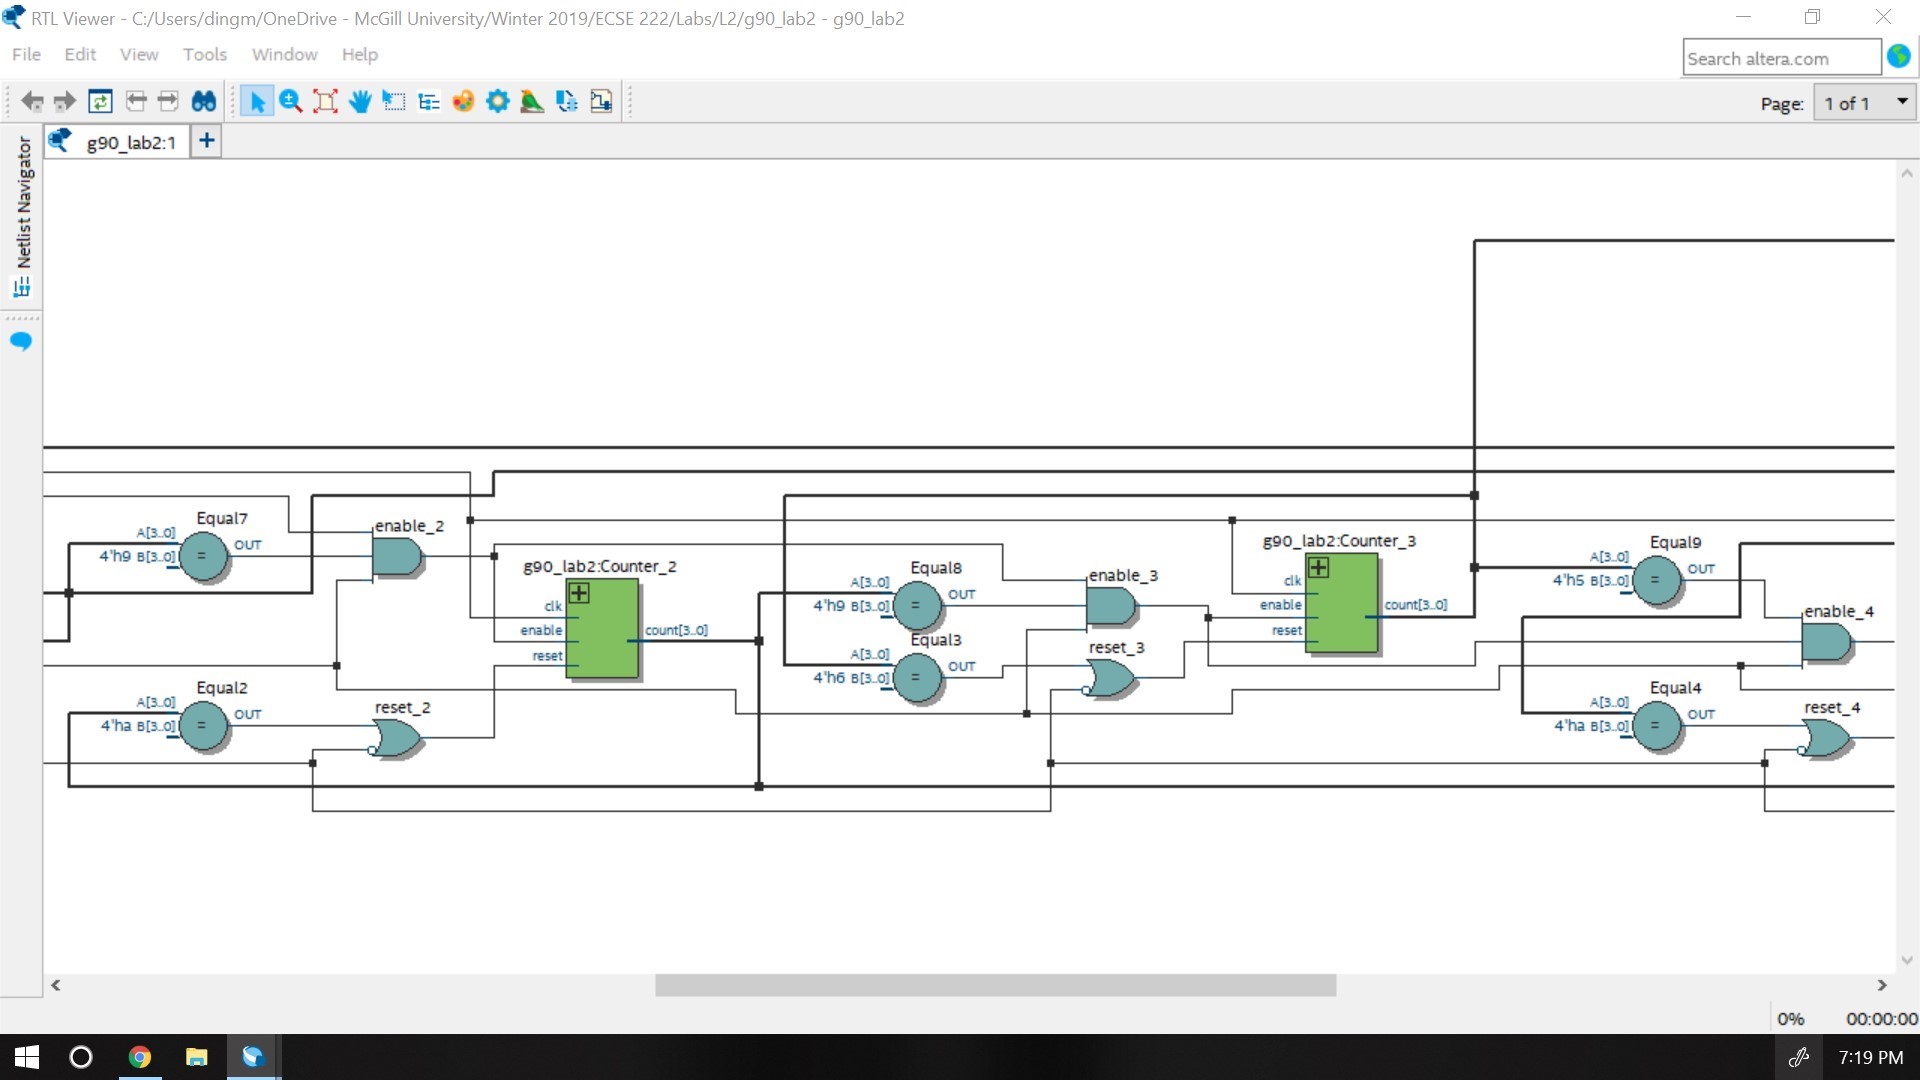 RTL Viewer - C:/Users/dingm/OneDrive - McGill University/Winter 2019/ECSE 222/Labs/L2/g90_lab2 - g90_lab2
File Edit View Tools Window Help
Search altera.com
Page: 1 of 1
g90_lab2:1
Netlist Navigator
Equal7
A[3..0]
4'h9 B[3..0]
=
OUT
enable_2
Equal2
A[3..0]
4'ha B[3..0]
=
OUT
reset_2
g90_lab2:Counter_2
clk
enable
reset
count[3..0]
Equal8
A[3..0]
4'h9 B[3..0]
=
OUT
Equal3
A[3..0]
4'h6 B[3..0]
=
OUT
enable_3
reset_3
g90_lab2:Counter_3
clk
enable
reset
count[3..0]
Equal9
A[3..0]
4'h5 B[3..0]
=
OUT
enable_4
Equal4
A[3..0]
4'ha B[3..0]
=
OUT
reset_4
0% 00:00:00
7:19 PM